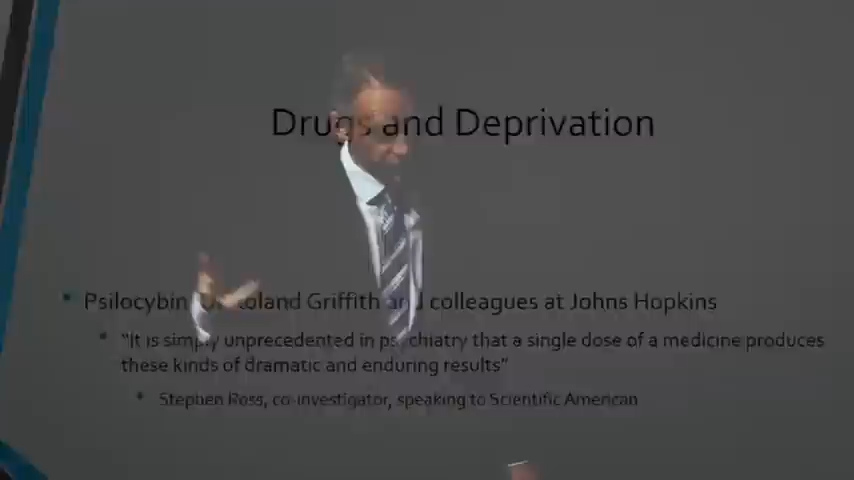 Drugs and Deprivation
• Psilocybin Dr. Roland Griffith and colleagues at Johns Hopkins
• "It is simply unprecedented in psychiatry that a single dose of a medicine produces
these kinds of dramatic and enduring results"
• Stephen Ross, co-investigator, speaking to Scientific American